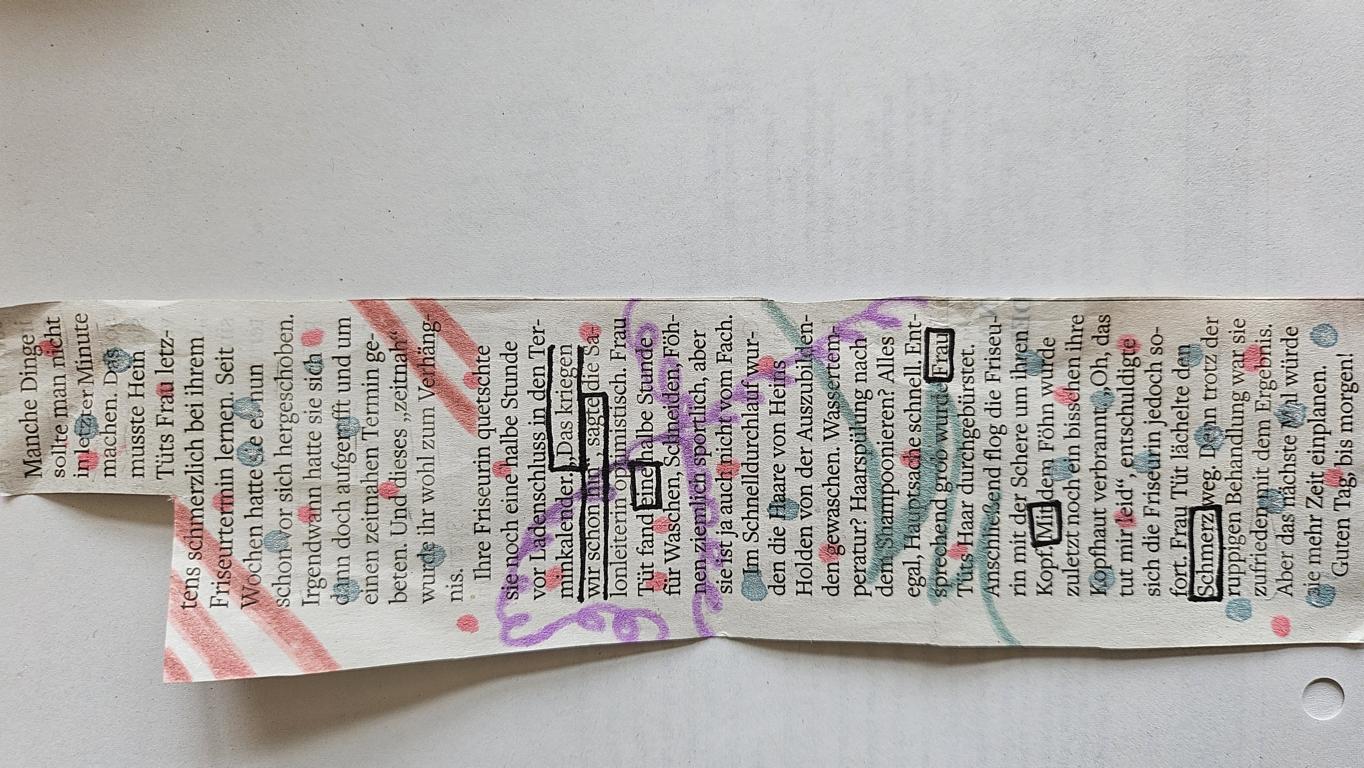 Manche Dinge
sollte man nicht
in letzter Minute
machen. Das
musste Hein
Tüts Frau letz-
tens schmerzlich bei ihrem
Friseurtermin lernen. Seit
Wochen hatte sie es nun
schon vor sich hergeschoben.
Irgendwann hatte sie sich
dann doch aufgerafft und um
einen zeitnahen Termin ge-
beten. Und dieses „zeitnah“
wurde ihr wohl zum Verhäng-
nis.
Ihre Friseurin quetschte
sie noch eine halbe Stunde
vor Ladenschluss in den Ter-
minkalender. „Das kriegen
wir schon hin“, sagte die Sa-
lonleiterin optimistisch. Frau
Tüt fand eine halbe Stunde
für Waschen, Schneiden, Föh-
nen ziemlich sportlich, aber
sie ist ja auch nicht vom Fach.
Im Schnelldurchlauf wur-
den die Haare von Heins
Holden von der Auszubilden-
den gewaschen. Wassertem-
peratur? Haarspülung nach
dem Shamponieren? Alles
egal. Hauptsache schnell. Ent-
sprechend grob wurde Frau
Tüts Haar durchgebürstet.
Anschließend flog die Friseu-
rin mit der Schere um ihren
Kopf. Mit dem Föhn wurde
zuletzt noch ein bisschen ihre
Kopfhaut verbrannt. „Oh, das
tut mir leid“, entschuldigte
sich die Friseurin jedoch so-
fort. Frau Tüt lächelte den
Schmerz weg. Denn trotz der
ruppigen Behandlung war sie
zufrieden mit dem Ergebnis.
Aber das nächste Mal würde
sie mehr Zeit einplanen.
Guten Tag bis morgen!